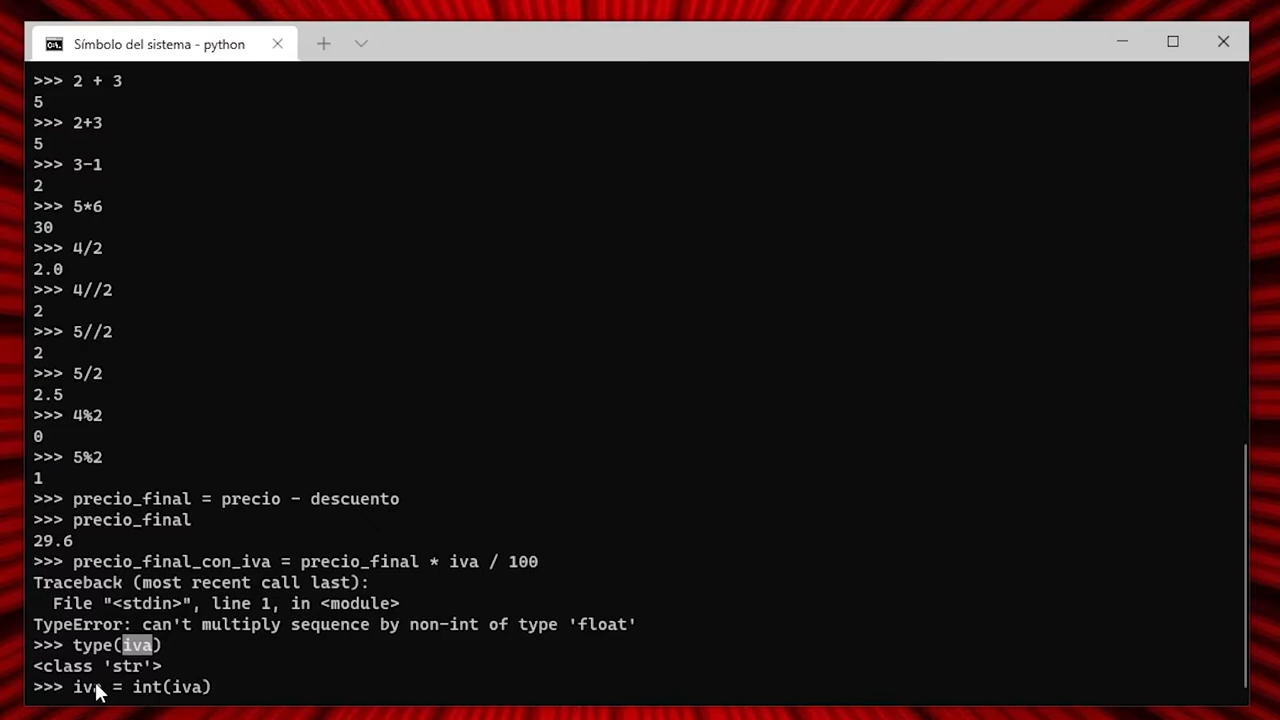 Símbolo del sistema - python
>>> 2 + 3
5
>>> 2+3
5
>>> 3-1
2
>>> 5*6
30
>>> 4/2
2.0
>>> 4//2
2
>>> 5//2
2
>>> 5/2
2.5
>>> 4%2
0
>>> 5%2
1
>>> precio_final = precio - descuento
>>> precio_final
29.6
>>> precio_final_con_iva = precio_final * iva / 100
Traceback (most recent call last):
  File "<stdin>", line 1, in <module>
TypeError: can't multiply sequence by non-int of type 'float'
>>> type(iva)
<class 'str'>
>>> iva = int(iva)